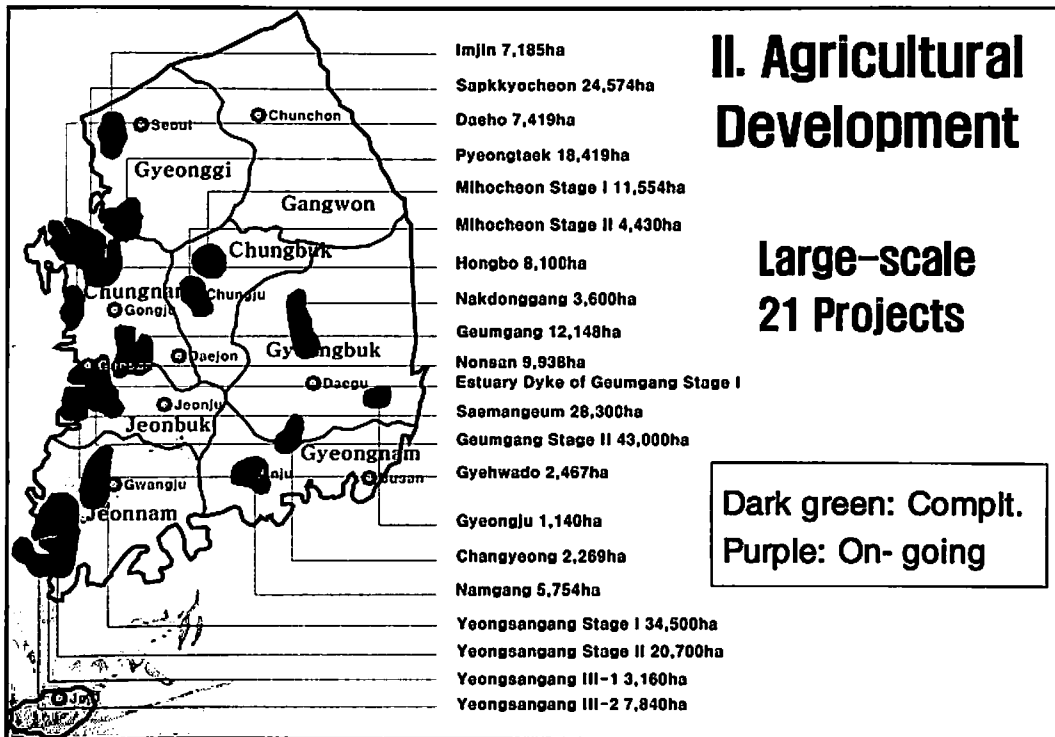 II. Agricultural
Development
Large-scale
21 Projects
Dark green: Complt.
Purple: On- going
Imjin 7,185ha
Sapkkyocheon 24,574ha
Daeho 7,419ha
Pyeongtaek 18,419ha
Mihocheon Stage I 11,554ha
Mihocheon Stage II 4,430ha
Hongbo 8,100ha
Nakdonggang 3,600ha
Geumgang 12,148ha
Nonsan 9,938ha
Estuary Dyke of Geumgang Stage I
Saemangeum 28,300ha
Geumgang Stage II 43,000ha
Gyehwado 2,467ha
Gyeongju 1,140ha
Changyeong 2,269ha
Namgang 5,754ha
Yeongsangang Stage I 34,500ha
Yeongsangang Stage II 20,700ha
Yeongsangang III-1 3,160ha
Yeongsangang III-2 7,840ha
Seoul
Chunchon
Gyeonggi
Gangwon
Chungbuk
Chungnam
Chungju
Gongju
Daejon
Gyeongbuk
Daegu
Jeonju
Jeonbuk
Gyeongnam
Gwangju
Jeonnam